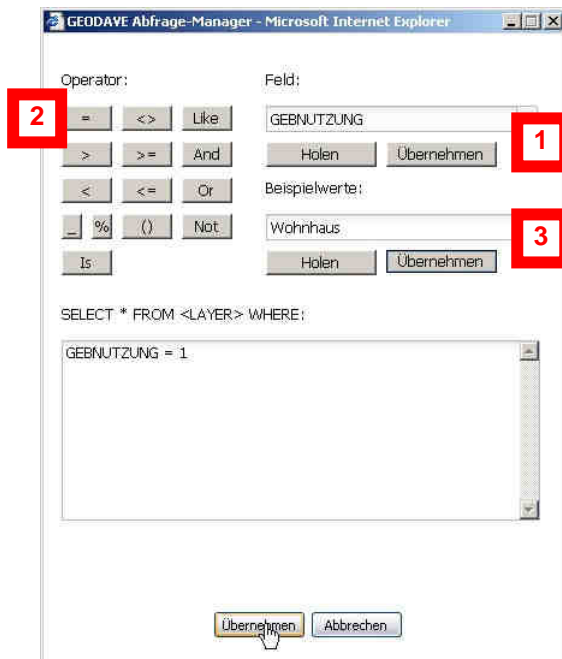 GEODAVE Abfrage-Manager - Microsoft Internet Explorer
Operator:
Feld:
2
= <> Like
GEBNUTZUNG
1
> >= And
Holen Übernehmen
< <= Or
Beispielwerte:
_ % () Not
Wohnhaus
3
Is
Holen Übernehmen
SELECT * FROM <LAYER> WHERE:
GEBNUTZUNG = 1
Übernehmen Abbrechen